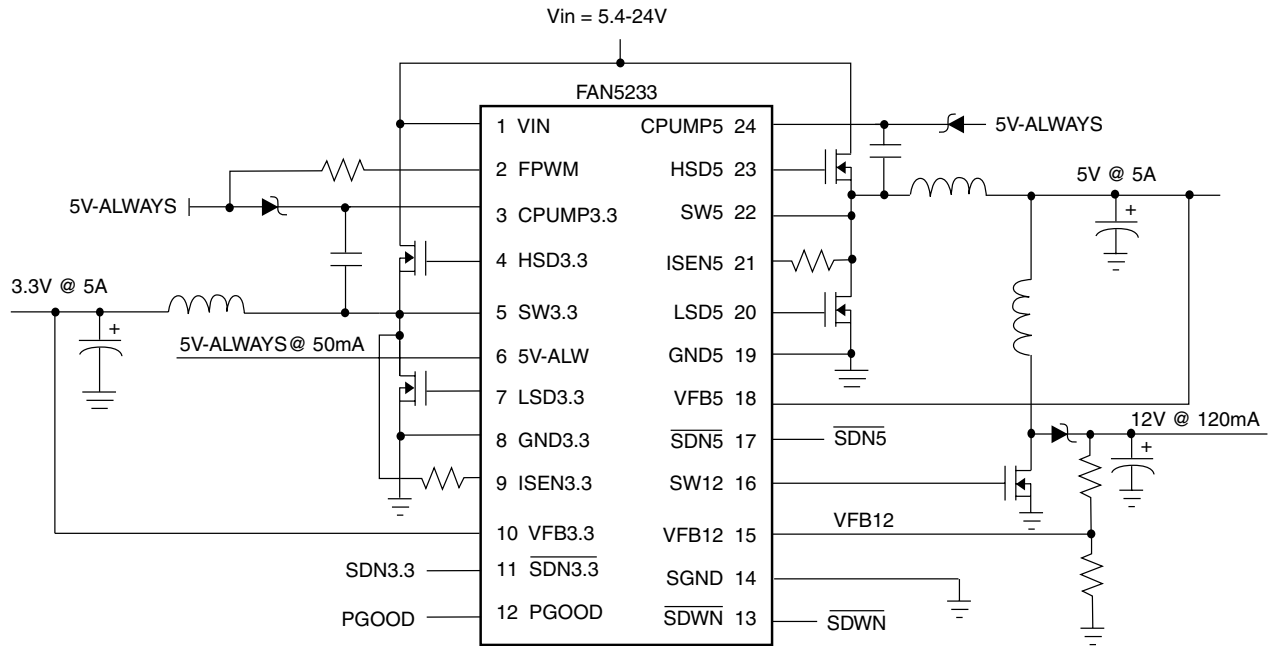 Vin = 5.4-24V
FAN5233
1 VIN
2 FPWM
3 CPUMP3.3
4 HSD3.3
5 SW3.3
6 5V-ALW
7 LSD3.3
8 GND3.3
9 ISEN3.3
10 VFB3.3
11 SDN3.3
12 PGOOD
CPUMP5 24
HSD5 23
SW5 22
ISEN5 21
LSD5 20
GND5 19
VFB5 18
SDN5 17
SW12 16
VFB12 15
SGND 14
SDWN 13
5V-ALWAYS
3.3V @ 5A
+
5V-ALWAYS@ 50mA
SDN3.3
PGOOD
5V-ALWAYS
5V @ 5A
+
SDN5
12V @ 120mA
+
VFB12
SDWN